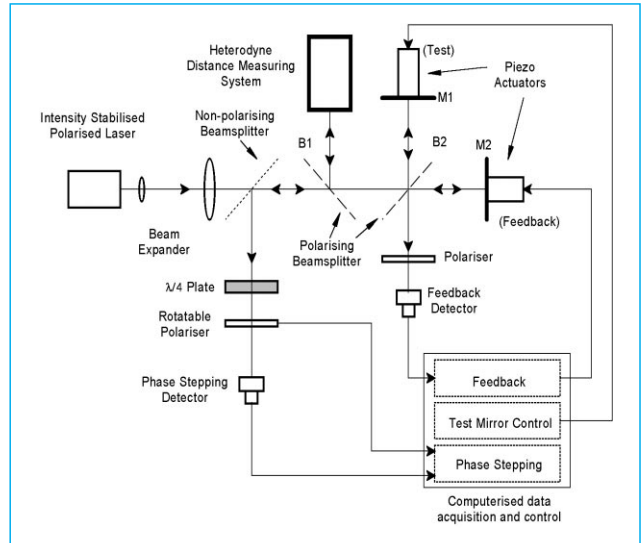 Heterodyne
Distance Measuring
System
(Test)
Piezo
Actuators
M1
Non-polarising
Beamsplitter
Intensity Stabilised
Polarised Laser
B1
B2
M2
(Feedback)
Beam
Expander
Polarising
Beamsplitter
Polariser
λ/4 Plate
Feedback
Detector
Rotatable
Polariser
Phase Stepping
Detector
Feedback
Test Mirror Control
Phase Stepping
Computerised data
acquisition and control